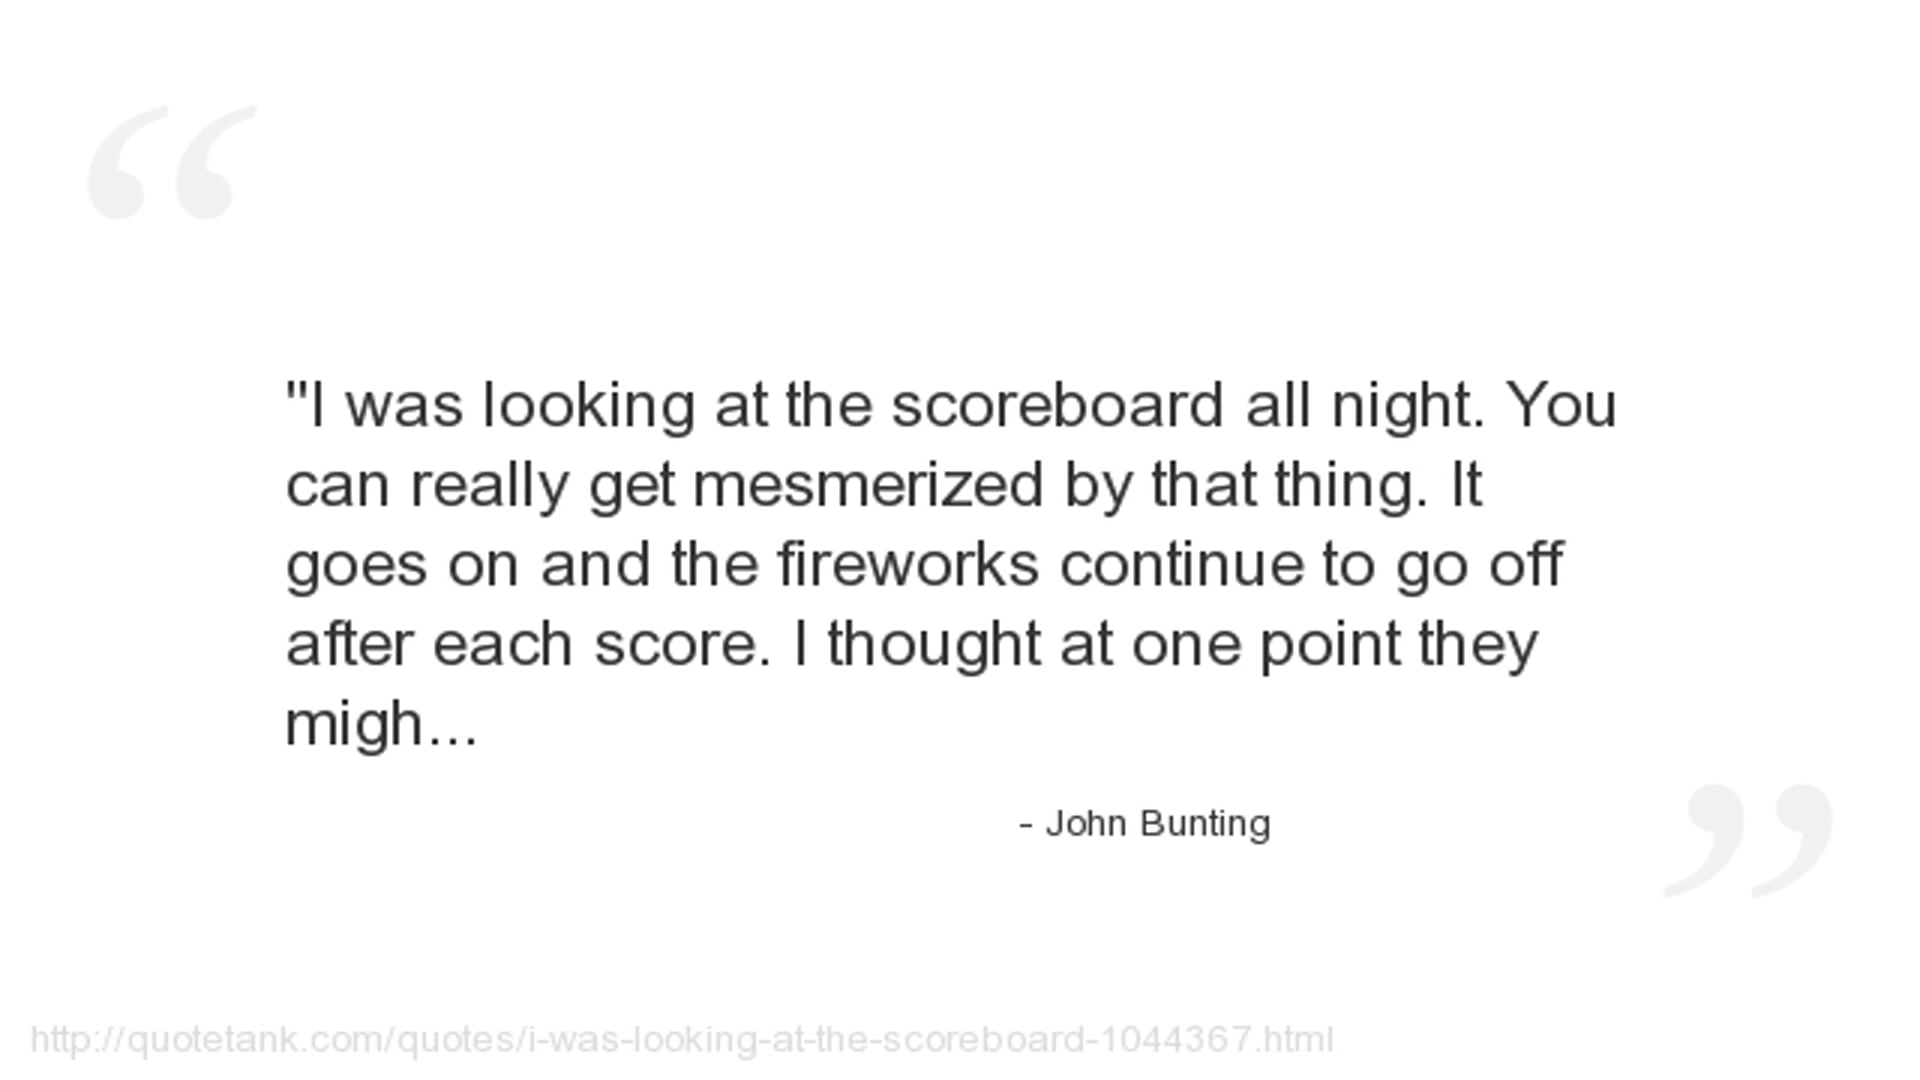 "I was looking at the scoreboard all night. You
can really get mesmerized by that thing. It
goes on and the fireworks continue to go off
after each score. I thought at one point they
migh...
- John Bunting
http://quotetank.com/quotes/i-was-looking-at-the-scoreboard-1044367.html